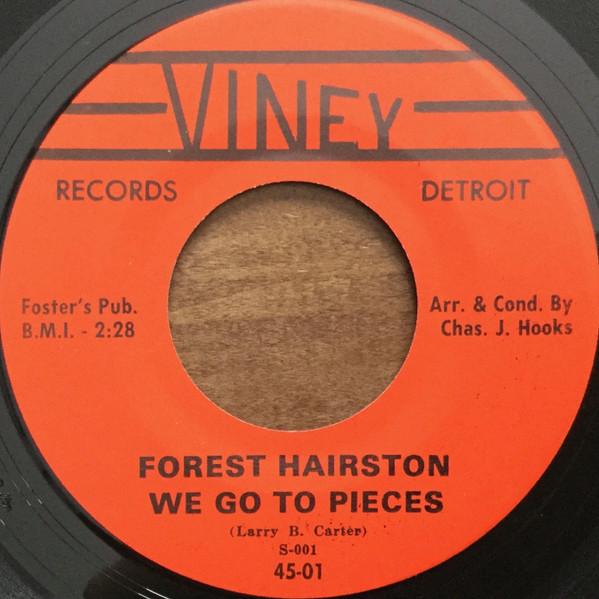 VINEY
RECORDS DETROIT
Foster's Pub.
B.M.I. - 2:28
Arr. & Cond. By
Chas. J. Hooks
FOREST HAIRSTON
WE GO TO PIECES
(Larry B. Carter)
S-001
45-01